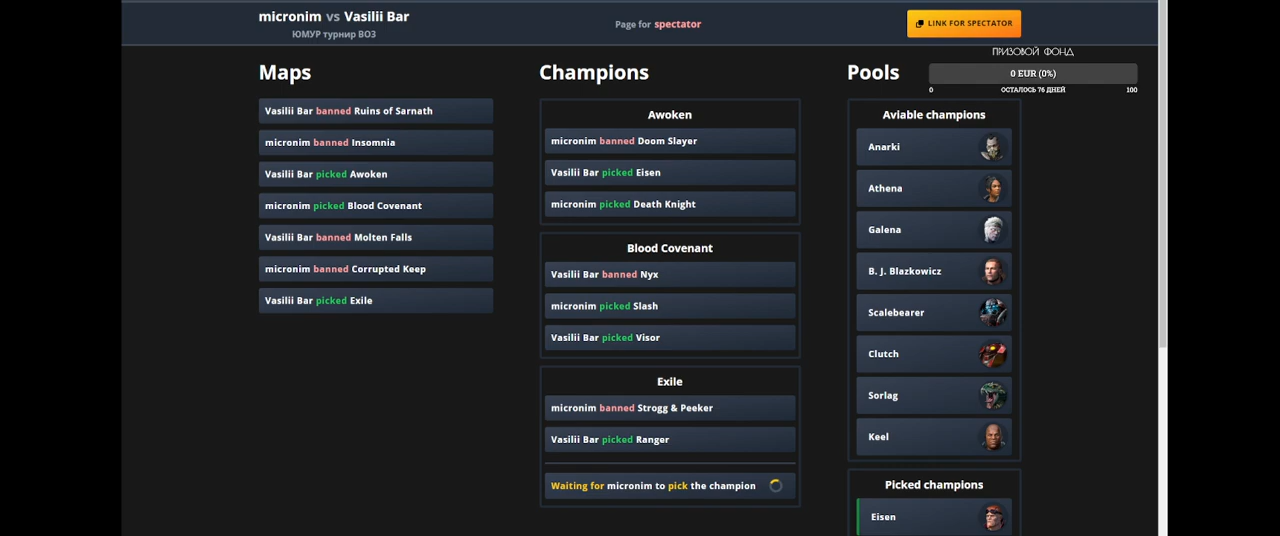 micronim vs Vasilii Bar
ЮМУР турнир BO3
Page for spectator
LINK FOR SPECTATOR
ПРИЗОВОЙ ФОНД
0 EUR (0%)
0 ОСТАЛОСЬ 76 ДНЕЙ 100
Maps
Vasilii Bar banned Ruins of Sarnath
micronim banned Insomnia
Vasilii Bar picked Awoken
micronim picked Blood Covenant
Vasilii Bar banned Molten Falls
micronim banned Corrupted Keep
Vasilii Bar picked Exile
Champions
Awoken
micronim banned Doom Slayer
Vasilii Bar picked Eisen
micronim picked Death Knight
Blood Covenant
Vasilii Bar banned Nyx
micronim picked Slash
Vasilii Bar picked Visor
Exile
micronim banned Strogg & Peeker
Vasilii Bar picked Ranger
Waiting for micronim to pick the champion
Pools
Aviable champions
Anarki
Athena
Galena
B. J. Blazkowicz
Scalebearer
Clutch
Sorlag
Keel
Picked champions
Eisen